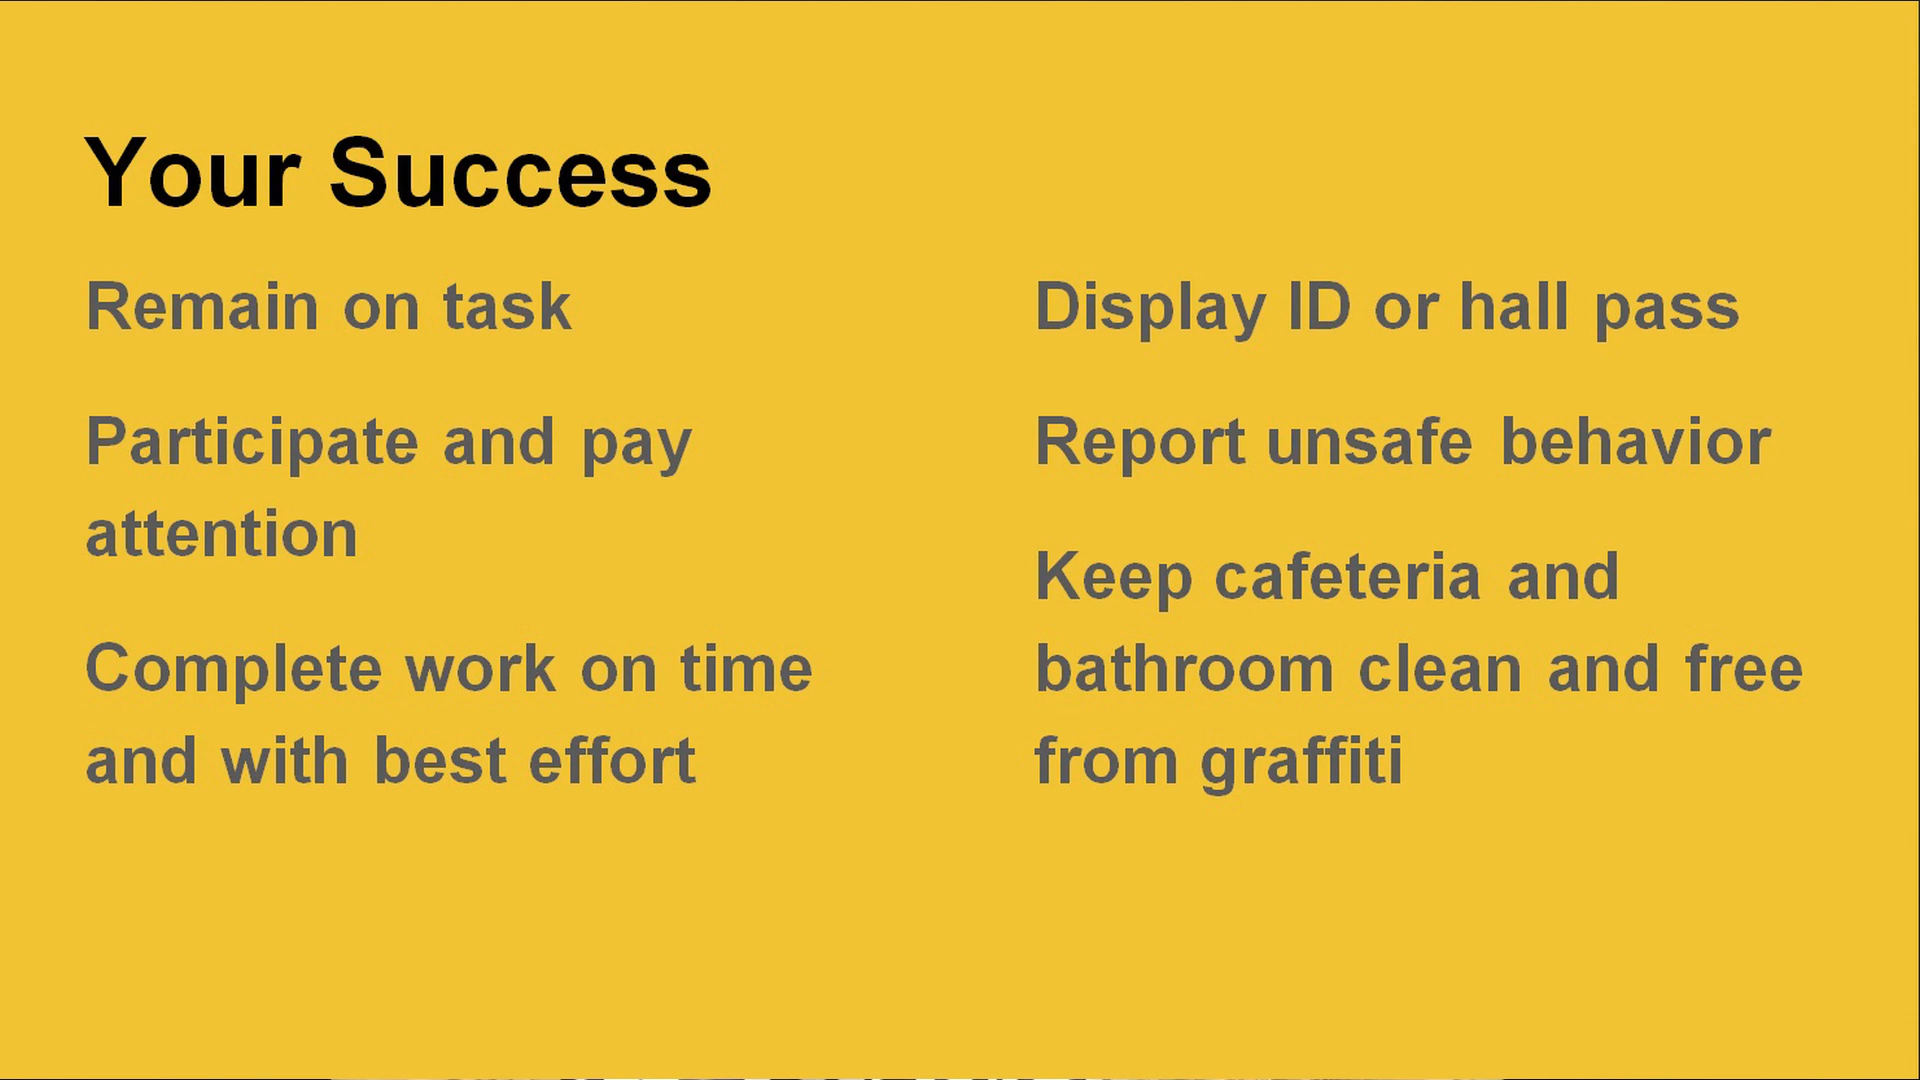 Your Success
Remain on task
Participate and pay
attention
Complete work on time
and with best effort
Display ID or hall pass
Report unsafe behavior
Keep cafeteria and
bathroom clean and free
from graffiti